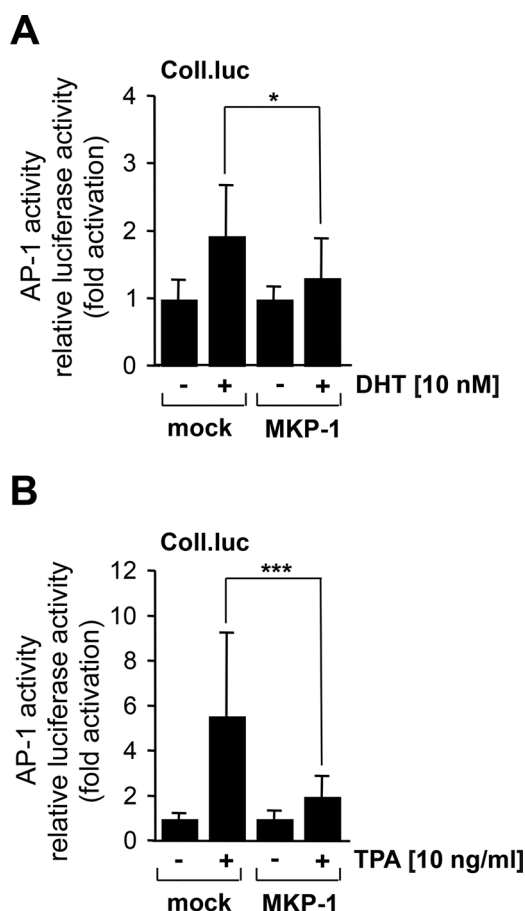 A
Coll.luc
AP-1 activity
relative luciferase activity
(fold activation)
4
3
2
1
0
*
- + - + DHT [10 nM]
mock MKP-1
B
Coll.luc
AP-1 activity
relative luciferase activity
(fold activation)
12
10
8
6
4
2
0
***
- + - + TPA [10 ng/ml]
mock MKP-1